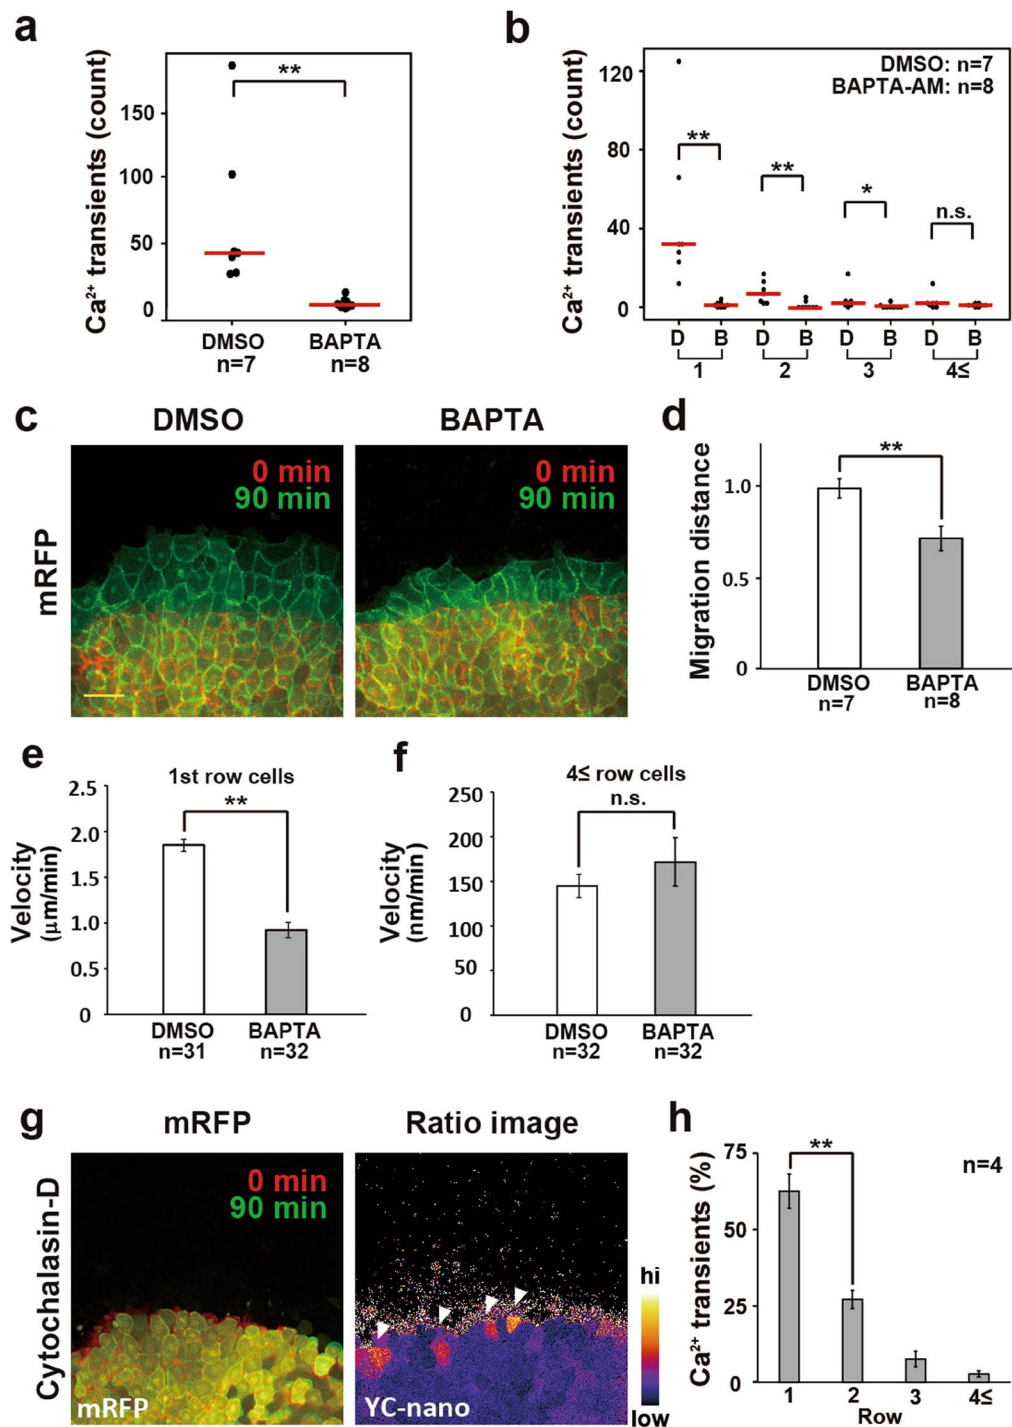 a
Ca²⁺ transients (count)
150
100
50
0
**
DMSO
n=7
BAPTA
n=8
b
Ca²⁺ transients (count)
120
80
40
0
DMSO: n=7
BAPTA-AM: n=8
**
**
*
n.s.
D B D B D B D B
1 2 3 4≤
c
DMSO
BAPTA
mRFP
0 min
90 min
0 min
90 min
d
Migration distance
1.0
0.5
0
**
DMSO
n=7
BAPTA
n=8
e
1st row cells
Velocity
(μm/min)
2.5
2.0
1.5
1.0
0.5
0
**
DMSO
n=31
BAPTA
n=32
f
4≤ row cells
n.s.
Velocity
(nm/min)
250
200
150
100
50
0
DMSO
n=32
BAPTA
n=32
g
mRFP
Ratio image
Cytochalasin-D
0 min
90 min
mRFP
YC-nano
hi
low
h
Ca²⁺ transients (%)
75
50
25
0
**
n=4
1 2 3 4≤
Row